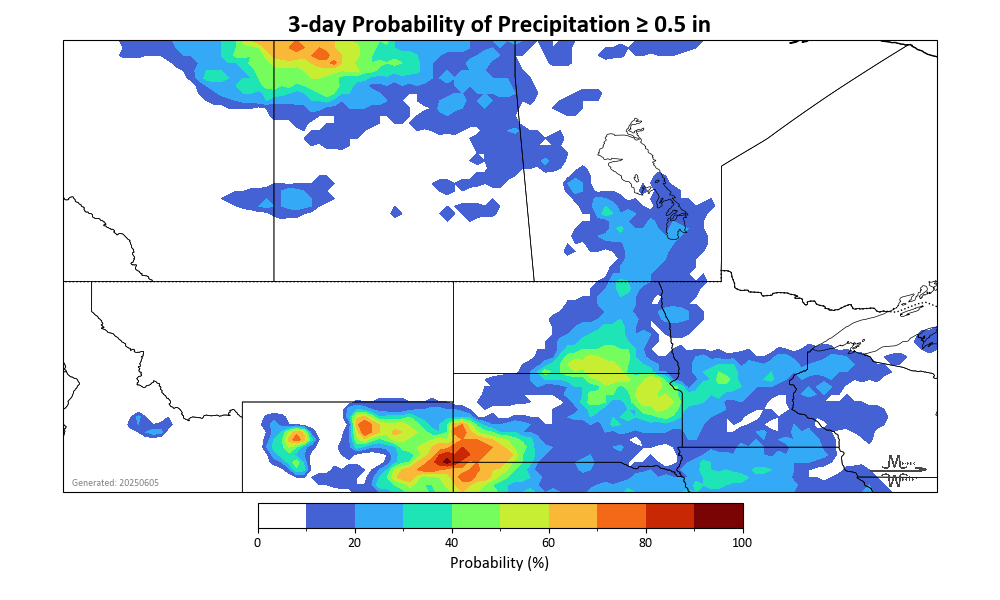 3-day Probability of Precipitation ≥ 0.5 in
Generated: 20250605
0 20 40 60 80 100
Probability (%)